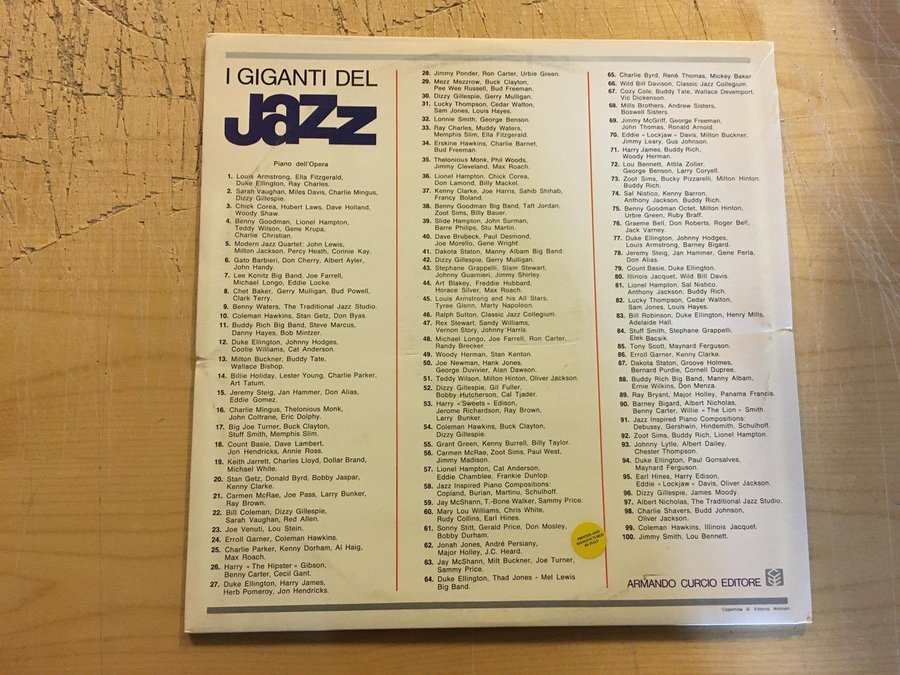 I GIGANTI DEL
Jazz
Piano dell'Opera
1. Louis Armstrong, Ella Fitzgerald,
Duke Ellington, Ray Charles.
2. Sarah Vaughan, Miles Davis, Charlie Mingus,
Dizzy Gillespie.
3. Chick Corea, Hubert Laws, Dave Holland,
Woody Shaw.
4. Benny Goodman, Lionel Hampton,
Teddy Wilson, Gene Krupa,
Charlie Christian.
5. Modern Jazz Quartet: John Lewis,
Milton Jackson, Percy Heath, Connie Kay.
6. Gato Barbieri, Don Cherry, Albert Ayler,
John Handy.
7. Lee Konitz Big Band, Joe Farrell,
Michael Longo, Eddie Locke.
8. Chet Baker, Gerry Mulligan, Bud Powell,
Clark Terry.
9. Benny Waters, The Traditional Jazz Studio.
10. Coleman Hawkins, Stan Getz, Don Byas.
11. Buddy Rich Big Band, Steve Marcus,
Danny Hayes, Bob Mintzer.
12. Duke Ellington, Johnny Hodges,
Cootie Williams, Cat Anderson.
13. Milton Buckner, Buddy Tate,
Wallace Bishop.
14. Billie Holiday, Lester Young, Charlie Parker,
Art Tatum.
15. Jeremy Steig, Jan Hammer, Don Alias,
Eddie Gomez.
16. Charlie Mingus, Thelonious Monk,
John Coltrane, Eric Dolphy.
17. Big Joe Turner, Buck Clayton,
Stuff Smith, Memphis Slim.
18. Count Basie, Dave Lambert,
Jon Hendricks, Annie Ross.
19. Keith Jarrett, Charles Lloyd, Dollar Brand,
Michael White.
20. Stan Getz, Donald Byrd, Bobby Jaspar,
Kenny Clarke.
21. Carmen McRae, Joe Pass, Larry Bunker,
Ray Brown.
22. Bill Coleman, Dizzy Gillespie,
Sarah Vaughan, Red Allen.
23. Joe Venuti, Lou Stein.
24. Erroll Garner, Coleman Hawkins.
25. Charlie Parker, Kenny Dorham, Al Haig,
Max Roach.
26. Harry « The Hipster » Gibson,
Benny Carter, Cecil Gant.
27. Duke Ellington, Harry James,
Herb Pomeroy, Jon Hendricks.
28. Jimmy Ponder, Ron Carter, Urbie Green.
29. Mezz Mezzrow, Buck Clayton,
Pee Wee Russell, Bud Freeman.
30. Dizzy Gillespie, Gerry Mulligan.
31. Lucky Thompson, Cedar Walton,
Sam Jones, Louis Hayes.
32. Lonnie Smith, George Benson.
33. Ray Charles, Muddy Waters,
Memphis Slim, Ella Fitzgerald.
34. Erskine Hawkins, Charlie Barnet,
Bud Freeman.
35. Thelonious Monk, Phil Woods,
Jimmy Cleveland, Max Roach.
36. Lionel Hampton, Chick Corea,
Don Lamond, Billy Mackel.
37. Kenny Clarke, Joe Harris, Sahib Shihab,
Francy Boland.
38. Benny Goodman Big Band, Taft Jordan,
Zoot Sims, Billy Bauer.
39. Slide Hampton, John Surman,
Barre Philips, Stu Martin.
40. Dave Brubeck, Paul Desmond,
Joe Morello, Gene Wright.
41. Dakota Staton, Manny Albam Big Band.
42. Dizzy Gillespie, Gerry Mulligan.
43. Stephane Grappelli, Slam Stewart,
Johnny Guarnieri, Jimmy Shirley.
44. Art Blakey, Freddie Hubbard,
Horace Silver, Max Roach.
45. Louis Armstrong and his All Stars,
Tyree Glenn, Marty Napoleon.
46. Ralph Sutton, Classic Jazz Collegium.
47. Rex Stewart, Sandy Williams,
Vernon Story, Johnny Harris.
48. Michael Longo, Joe Farrell, Ron Carter,
Randy Brecker.
49. Woody Herman, Stan Kenton.
50. Joe Newman, Hank Jones,
George Duvivier, Alan Dawson.
51. Teddy Wilson, Milton Hinton, Oliver Jackson.
52. Dizzy Gillespie, Gil Fuller,
Bobby Hutcherson, Cal Tjader.
53. Harry «Sweets» Edison,
Jerome Richardson, Ray Brown,
Larry Bunker.
54. Coleman Hawkins, Buck Clayton,
Dizzy Gillespie.
55. Grant Green, Kenny Burrell, Billy Taylor.
56. Carmen McRae, Zoot Sims, Paul West,
Jimmy Madison.
57. Lionel Hampton, Cat Anderson,
Eddie Chamblee, Frankie Dunlop.
58. Jazz Inspired Piano Compositions:
Copland, Burian, Martinu, Schulhoff.
59. Jay McShann, T.-Bone Walker, Sammy Price.
60. Mary Lou Williams, Chris White,
Rudy Collins, Earl Hines.
61. Sonny Stitt, Gerald Price, Don Mosley,
Bobby Durham.
62. Jonah Jones, André Persiany,
Major Holley, J.C. Heard.
63. Jay McShann, Milt Buckner, Joe Turner,
Sammy Price.
64. Duke Ellington, Thad Jones - Mel Lewis
Big Band.
65. Charlie Byrd, René Thomas, Mickey Baker.
66. Wild Bill Davison, Classic Jazz Collegium.
67. Cozy Cole, Buddy Tate, Wallace Devemport,
Vic Dickenson.
68. Mills Brothers, Andrew Sisters,
Boswell Sisters.
69. Jimmy McGriff, George Freeman,
John Thomas, Ronald Arnold.
70. Eddie « Lockjaw » Davis, Milton Buckner,
Jimmy Leary, Gus Johnson.
71. Harry James, Buddy Rich,
Woody Herman.
72. Lou Bennett, Attila Zoller,
George Benson, Larry Coryell.
73. Zoot Sims, Bucky Pizzarelli, Milton Hinton,
Buddy Rich.
74. Sal Nistico, Kenny Barron,
Anthony Jackson, Buddy Rich.
75. Benny Goodman Octet, Milton Hinton,
Urbie Green, Ruby Braff.
76. Graeme Bell, Don Roberts, Roger Bell,
Jack Varney.
77. Duke Ellington, Johnny Hodges,
Louis Armstrong, Barney Bigard.
78. Jeremy Steig, Jan Hammer, Gene Perla,
Don Alias.
79. Count Basie, Duke Ellington.
80. Illinois Jacquet, Wild Bill Davis.
81. Lionel Hampton, Sal Nistico,
Anthony Jackson, Buddy Rich.
82. Lucky Thompson, Cedar Walton,
Sam Jones, Louis Hayes.
83. Bill Robinson, Duke Ellington, Henry Mills,
Adelaide Hall.
84. Stuff Smith, Stephane Grappelli,
Elek Bacsik.
85. Tony Scott, Maynard Ferguson.
86. Erroll Garner, Kenny Clarke.
87. Dakota Staton, Groove Holmes,
Bernard Purdie, Cornell Dupree.
88. Buddy Rich Big Band, Manny Albam,
Ernie Wilkins, Don Menza.
89. Ray Bryant, Major Holley, Panama Francis.
90. Barney Bigard, Albert Nicholas,
Benny Carter, Willie « The Lion » Smith.
91. Jazz Inspired Piano Compositions:
Debussy, Gershwin, Hindemith, Schulhoff.
92. Zoot Sims, Buddy Rich, Lionel Hampton.
93. Johnny Lytle, Albert Dailey,
Chester Thompson.
94. Duke Ellington, Paul Gonsalves,
Maynard Ferguson.
95. Earl Hines, Harry Edison,
Eddie « Lockjaw » Davis, Oliver Jackson.
96. Dizzy Gillespie, James Moody.
97. Albert Nicholas, The Traditional Jazz Studio.
98. Charlie Shavers, Budd Johnson,
Oliver Jackson.
99. Coleman Hawkins, Illinois Jacquet.
100. Jimmy Smith, Lou Bennett.
PRINTED AND
MANUFACTURED
IN ITALY
ARMANDO CURCIO EDITORE
Copertina di Vittorio Antinori